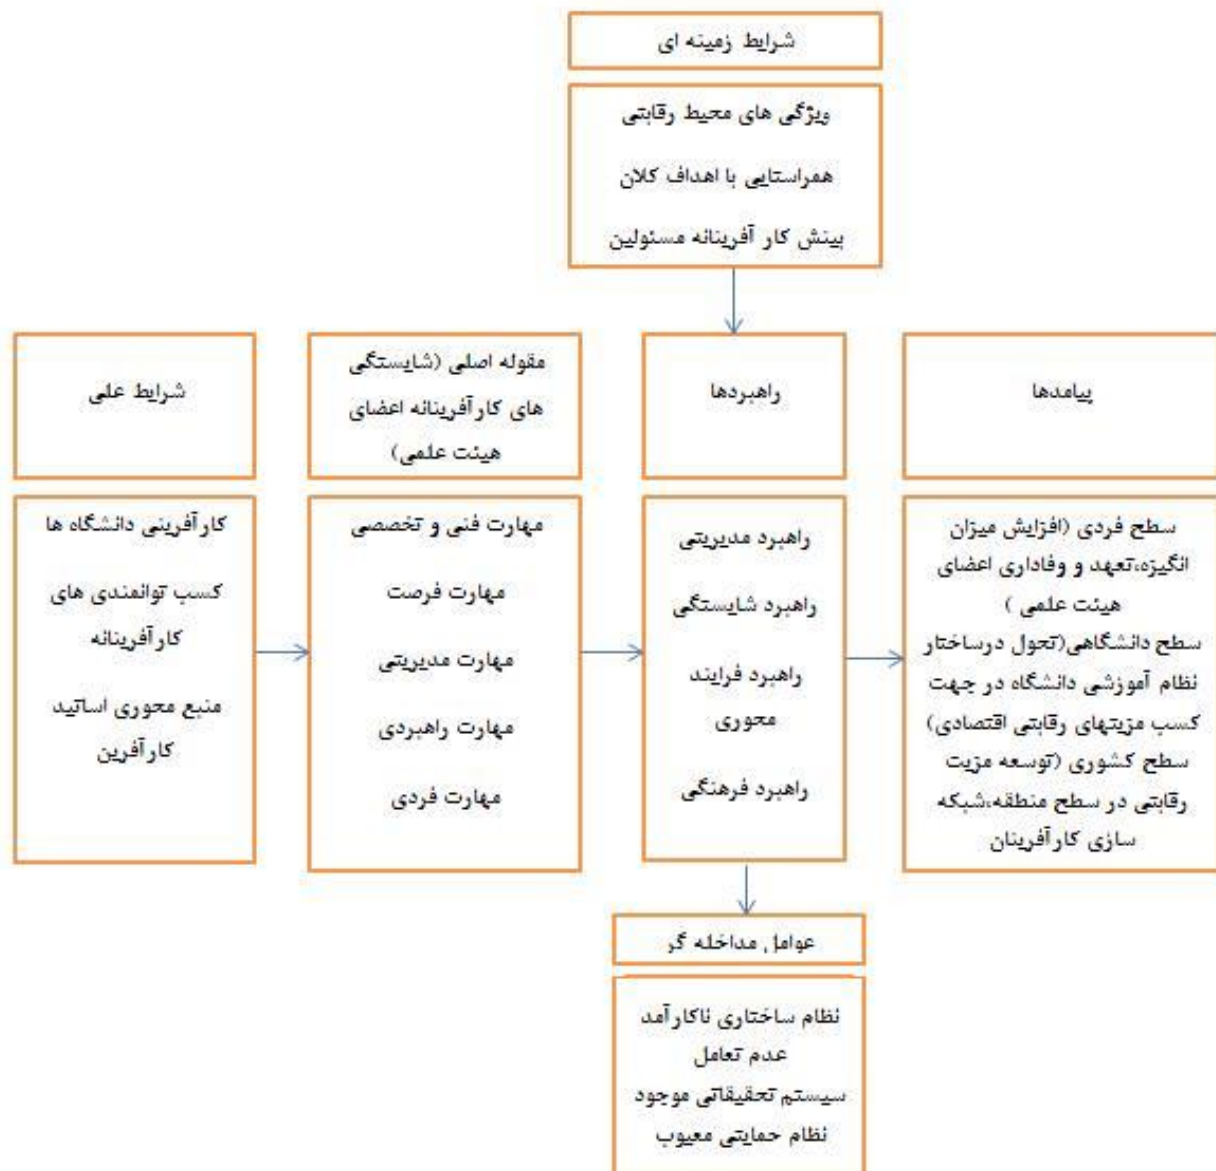 شرایط زمینه ای
ویژگی های محیط رقابتی
همراستایی با اهداف کلان
بینش کار آفرینانه مسئولین
شرایط علی
مقوله اصلی (شایستگی
های کارآفرینانه اعضای
هیئت علمی)
راهبردها
پیامدها
کارآفرینی دانشگاه ها
کسب توانمندی های
کارآفرینانه
منبع محوری اساتید
کارآفرین
مهارت فنی و تخصصی
مهارت فرصت
مهارت مدیریتی
مهارت راهبردی
مهارت فردی
راهبرد مدیریتی
راهبرد شایستگی
راهبرد فرایند
محوری
راهبرد فرهنگی
سطح فردی (افزایش میزان
انگیزه،تعهد و وفاداری اعضای
هیئت علمی )
سطح دانشگاهی(تحول درساختار
نظام آموزشی دانشگاه در جهت
کسب مزیتهای رقابتی اقتصادی)
سطح کشوری (توسعه مزیت
رقابتی در سطح منطقه،شبکه
سازی کارآفرینان
عوامل مداخله گر
نظام ساختاری ناکارآمد
عدم تعامل
سیستم تحقیقاتی موجود
نظام حمایتی معیوب